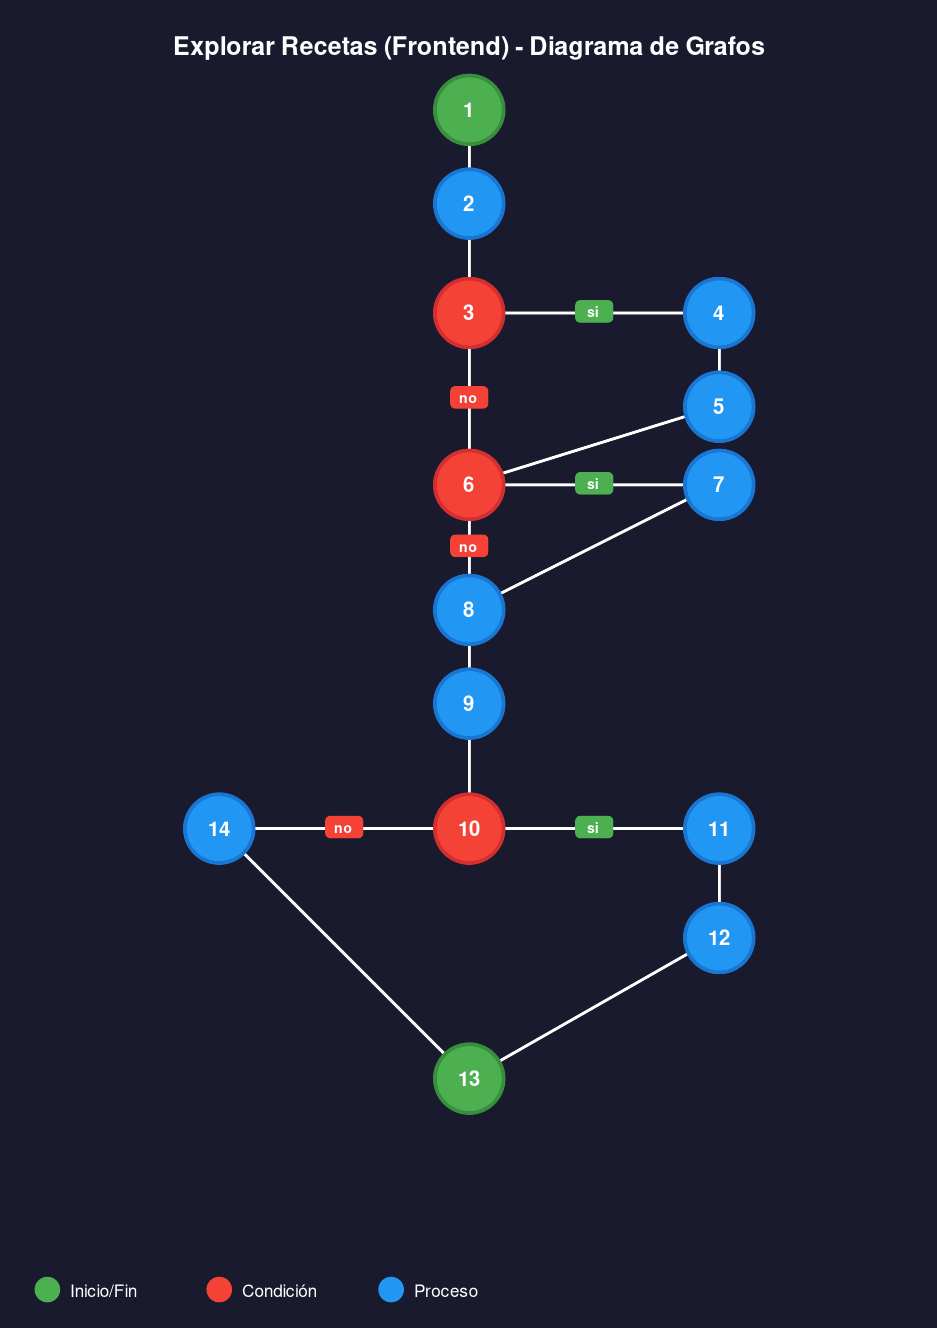 Explorar Recetas (Frontend) - Diagrama de Grafos
1
2
3
si
4
no
5
6
si
7
no
8
9
14
no
10
si
11
12
13
Inicio/Fin
Condición
Proceso